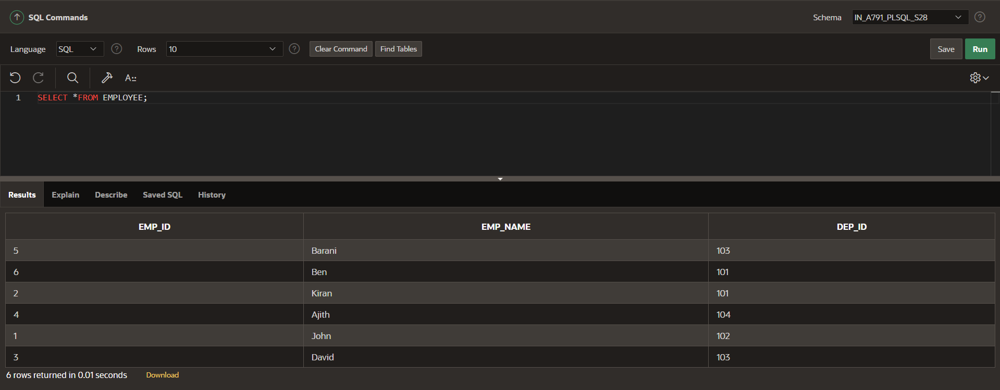 SQL Commands Schema IN_A791_PLSQL_S28
Language SQL Rows 10 Clear Command Find Tables Save Run
A::
1 SELECT *FROM EMPLOYEE;
Results Explain Describe Saved SQL History
EMP_ID EMP_NAME DEP_ID
5 Barani 103
6 Ben 101
2 Kiran 101
4 Ajith 104
1 John 102
3 David 103
6 rows returned in 0.01 seconds Download